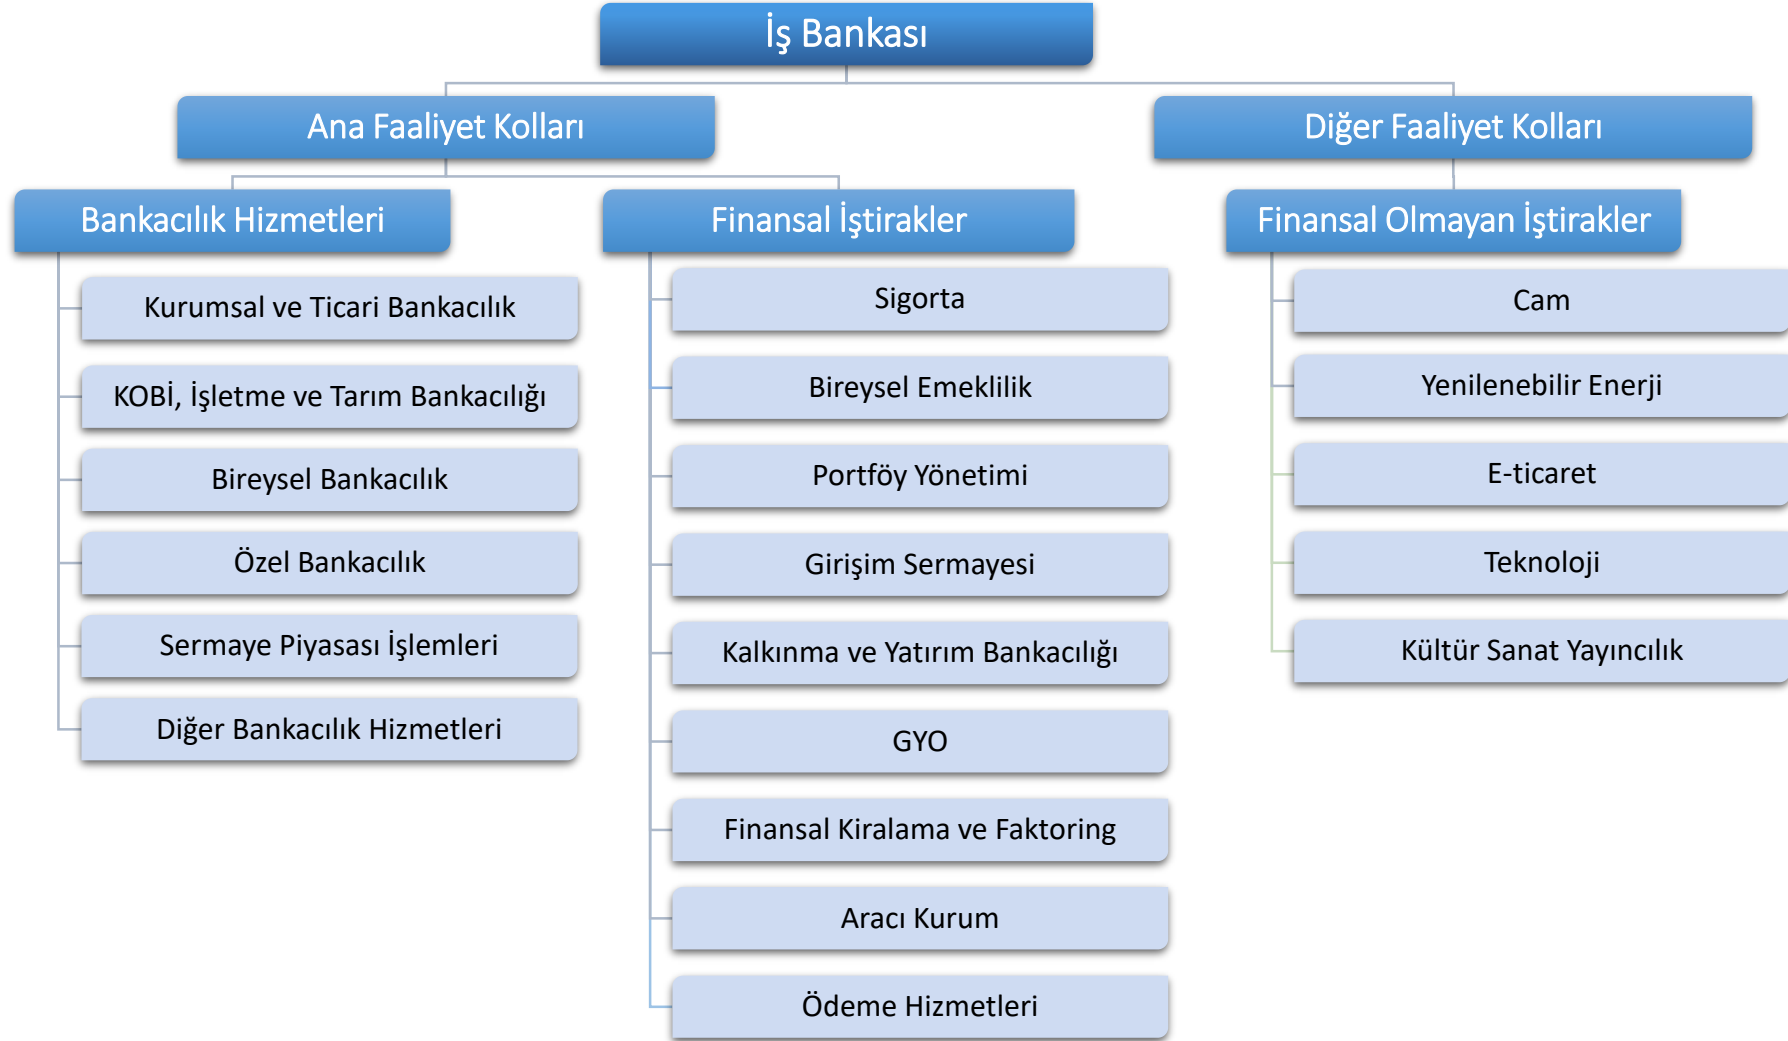 İş Bankası
Ana Faaliyet Kolları
Diğer Faaliyet Kolları
Bankacılık Hizmetleri
Finansal İştirakler
Finansal Olmayan İştirakler
Kurumsal ve Ticari Bankacılık
KOBİ, İşletme ve Tarım Bankacılığı
Bireysel Bankacılık
Özel Bankacılık
Sermaye Piyasası İşlemleri
Diğer Bankacılık Hizmetleri
Sigorta
Bireysel Emeklilik
Portföy Yönetimi
Girişim Sermayesi
Kalkınma ve Yatırım Bankacılığı
GYO
Finansal Kiralama ve Faktoring
Aracı Kurum
Ödeme Hizmetleri
Cam
Yenilenebilir Enerji
E-ticaret
Teknoloji
Kültür Sanat Yayıncılık